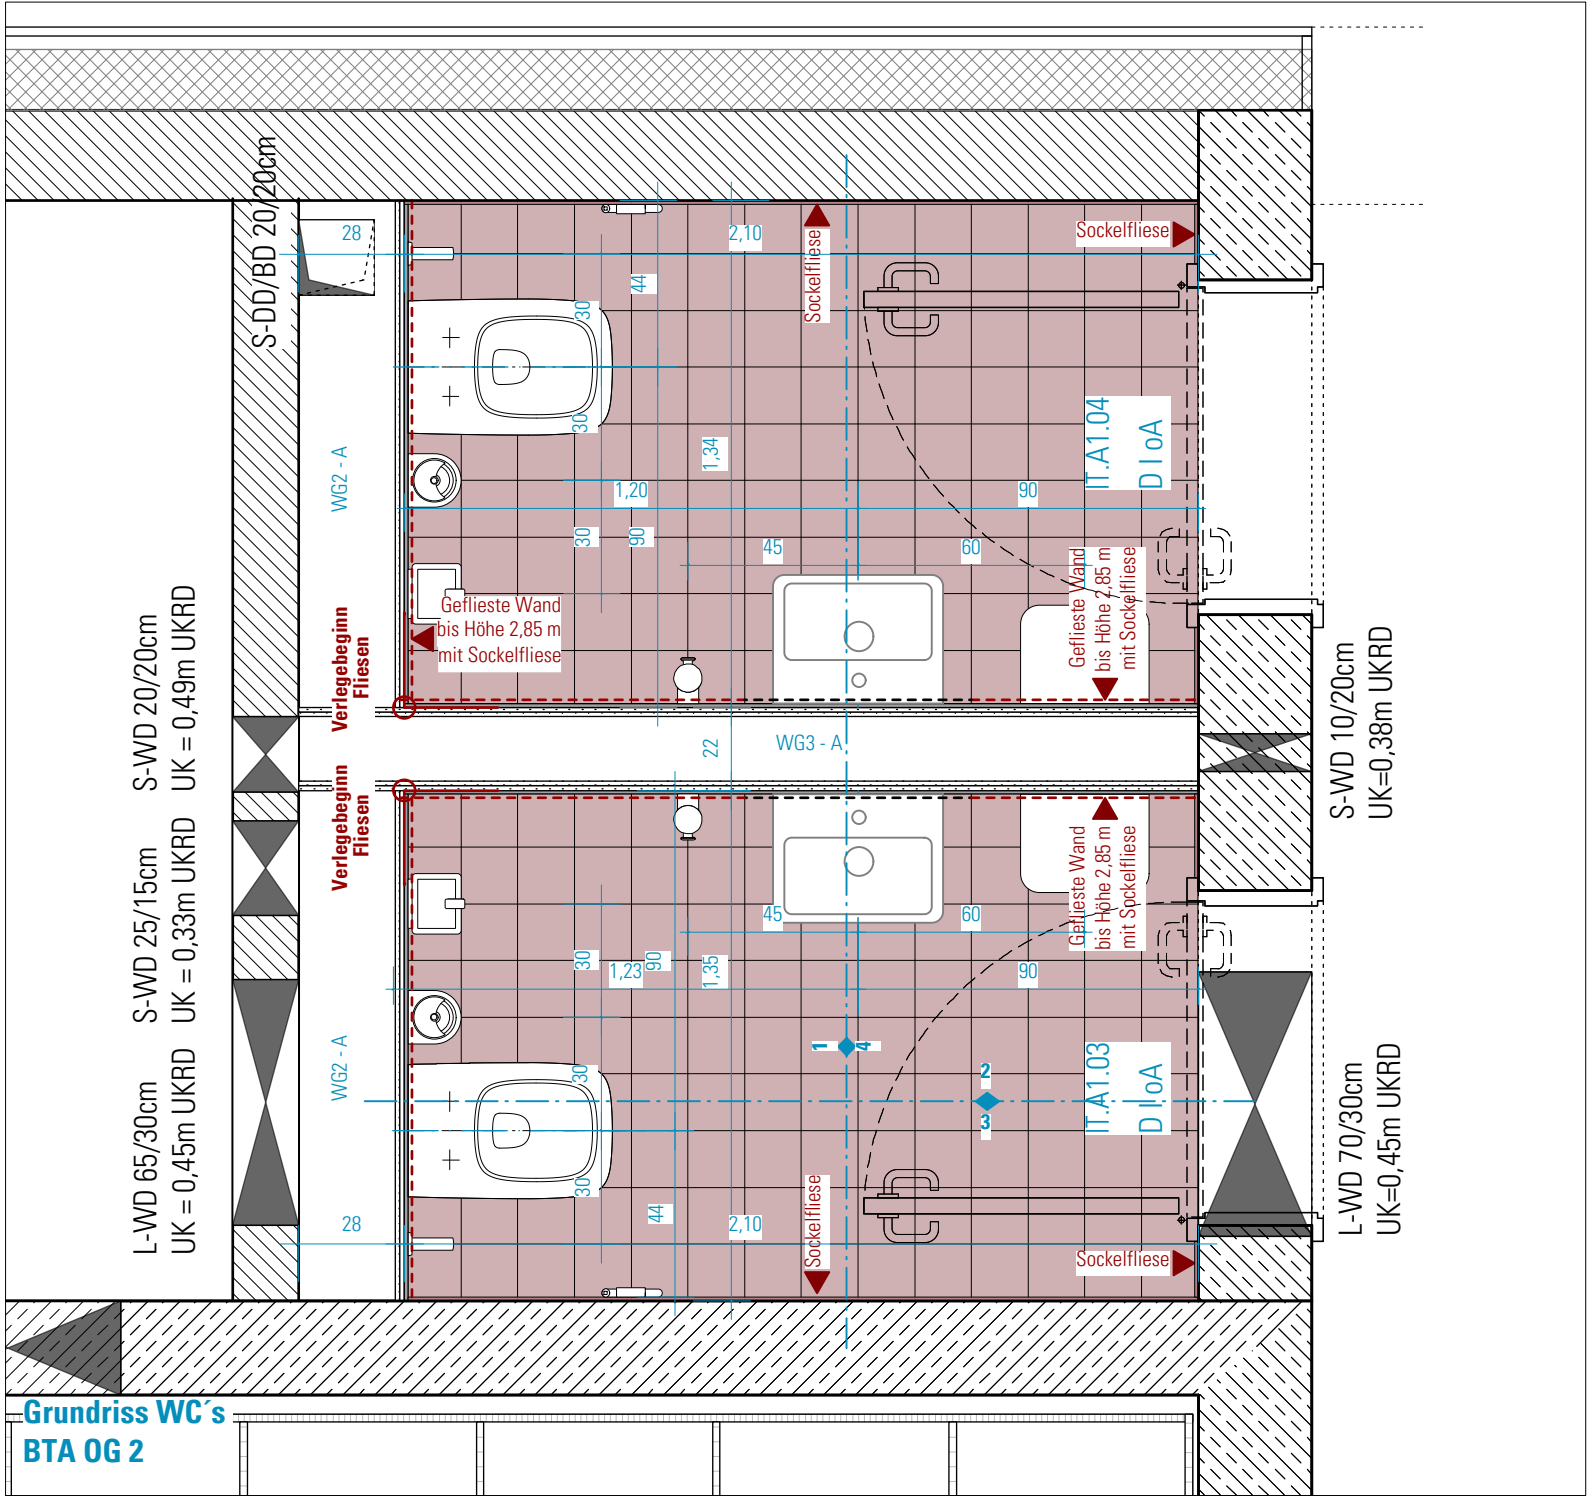 S-DD/BD 20/20cm
28
2,10
Sockelfliese
Sockelfliese
44
30
30
WG2 - A
1,34
1,20
90
IT.A1.04
D I oA
30
90
45
60
Geflieste Wand
bis Höhe 2,85 m
mit Sockelfliese
Geflieste Wand
bis Höhe 2,85 m
mit Sockelfliese
Verlegebeginn
Fliesen
S-WD 20/20cm
UK = 0,49m UKRD
22
WG3 - A
S-WD 10/20cm
UK=0,38m UKRD
Verlegebeginn
Fliesen
S-WD 25/15cm
UK = 0,33m UKRD
Geflieste Wand
bis Höhe 2,85 m
mit Sockelfliese
45
60
30
1,23
90
1,35
90
WG2 - A
1
4
2
3
IT.A1.03
D I oA
30
30
L-WD 65/30cm
UK = 0,45m UKRD
L-WD 70/30cm
UK=0,45m UKRD
28
44
2,10
Sockelfliese
Sockelfliese
Grundriss WC´s
BTA OG 2